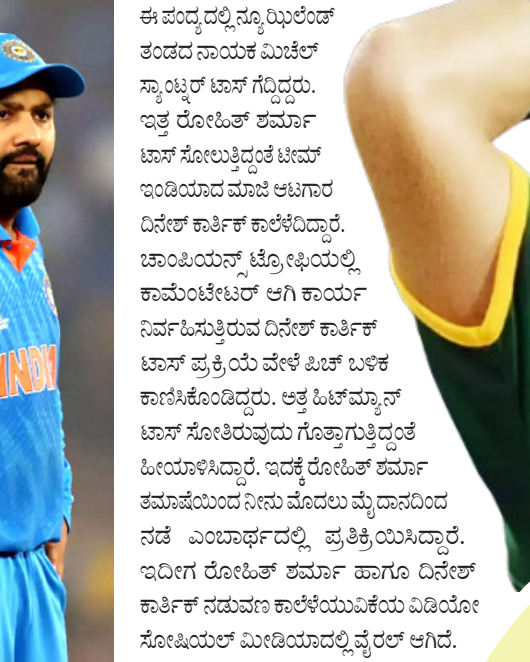 ಈ ಪಂದ್ಯದಲ್ಲಿ ನ್ಯೂಝಿಲೆಂಡ್
ತಂಡದ ನಾಯಕ ಮಿಚೆಲ್
ಸ್ಯಾಂಟ್ನರ್ ಟಾಸ್ ಗೆದ್ದಿದ್ದರು.
ಇತ್ತ ರೋಹಿತ್ ಶರ್ಮಾ
ಟಾಸ್ ಸೋಲುತ್ತಿದ್ದಂತೆ ಟೀಮ್
ಇಂಡಿಯಾದ ಮಾಜಿ ಆಟಗಾರ
ದಿನೇಶ್ ಕಾರ್ತಿಕ್ ಕಾಲೆಳೆದಿದ್ದಾರೆ.
ಚಾಂಪಿಯನ್ಸ್ ಟ್ರೋಫಿಯಲ್ಲಿ
ಕಾಮೆಂಟೇಟರ್ ಆಗಿ ಕಾರ್ಯ
ನಿರ್ವಹಿಸುತ್ತಿರುವ ದಿನೇಶ್ ಕಾರ್ತಿಕ್
ಟಾಸ್ ಪ್ರಕ್ರಿಯೆ ವೇಳೆ ಪಿಚ್ ಬಳಿಕ
ಕಾಣಿಸಿಕೊಂಡಿದ್ದರು. ಅತ್ತ ಹಿಟ್‌ಮ್ಯಾನ್
ಟಾಸ್ ಸೋತಿರುವುದು ಗೊತ್ತಾಗುತ್ತಿದ್ದಂತೆ
ಹೀಯಾಳಿಸಿದ್ದಾರೆ. ಇದಕ್ಕೆ ರೋಹಿತ್ ಶರ್ಮಾ
ತಮಾಷೆಯಿಂದ ನೀನು ಮೊದಲು ಮೈದಾನದಿಂದ
ನಡೆ ಎಂಬಾರ್ಥದಲ್ಲಿ ಪ್ರತಿಕ್ರಿಯಿಸಿದ್ದಾರೆ.
ಇದೀಗ ರೋಹಿತ್ ಶರ್ಮಾ ಹಾಗೂ ದಿನೇಶ್
ಕಾರ್ತಿಕ್ ನಡುವಣ ಕಾಲೆಳೆಯುವಿಕೆಯ ವಿಡಿಯೋ
ಸೋಷಿಯಲ್ ಮೀಡಿಯಾದಲ್ಲಿ ವೈರಲ್ ಆಗಿದೆ.